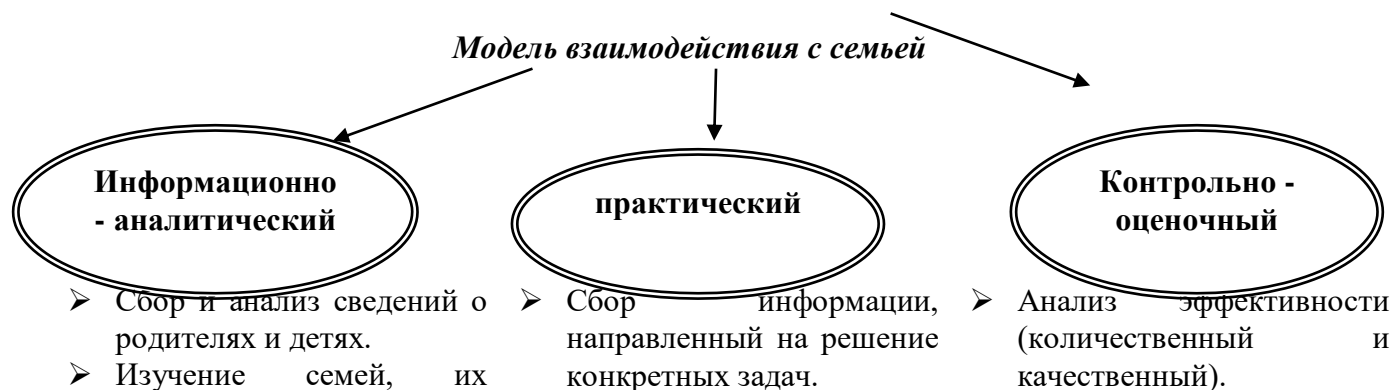 Модель взаимодействия с семьей
Информационно
- аналитический
практический
Контрольно -
оценочный
➢ Сбор и анализ сведений о
родителях и детях.
➢ Изучение семей, их
➢ Сбор информации,
направленный на решение
конкретных задач.
➢ Анализ эффективности
(количественный и
качественный).